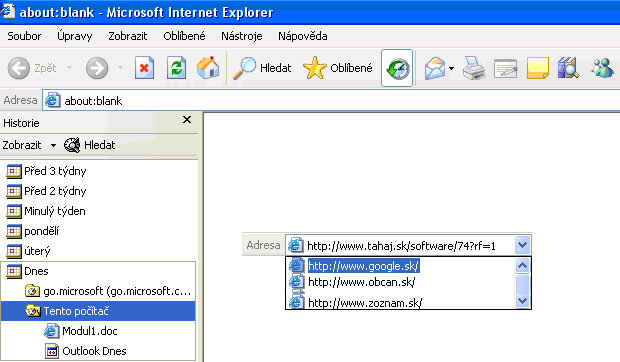 about:blank - Microsoft Internet Explorer
Soubor Úpravy Zobrazit Oblíbené Nástroje Nápověda
Zpět Hledat Oblíbené
Adresa about:blank
Historie
Zobrazit Hledat
Před 3 týdny
Před 2 týdny
Minulý týden
pondělí
úterý
Dnes
go.microsoft (go.microsoft.c...
Tento počítač
Modul1.doc
Outlook Dnes
Adresa http://www.tahaj.sk/software/74?rf=1
http://www.google.sk/
http://www.obcan.sk/
http://www.zoznam.sk/